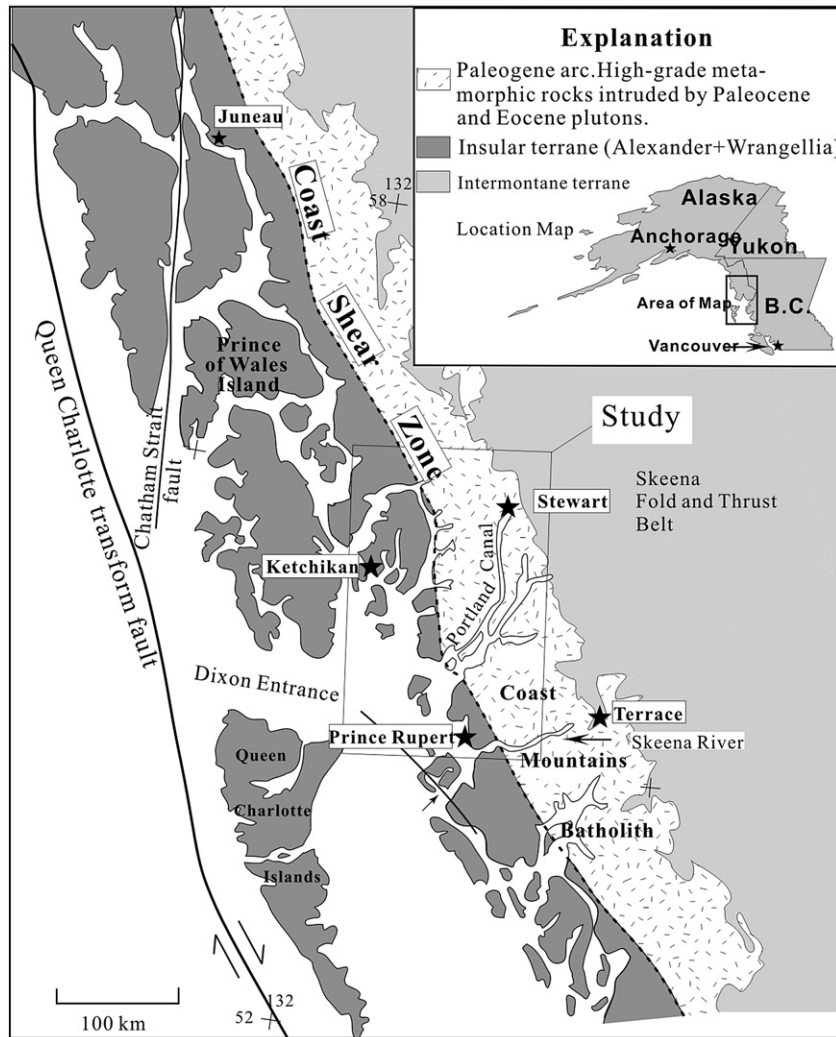 Explanation
Paleogene arc.High-grade meta-
morphic rocks intruded by Paleocene
and Eocene plutons.
Insular terrane (Alexander+Wrangellia)
Intermontane terrane
Location Map
Alaska
Anchorage
Yukon
Area of Map
B.C.
Vancouver
Juneau
132
58
Coast
Shear
Zone
Prince
of Wales
Island
Queen Charlotte transform fault
Chatham Strait
fault
Study
Stewart
Skeena
Fold and Thrust
Belt
Ketchikan
Portland Canal
Dixon Entrance
Coast
Terrace
Prince Rupert
Skeena River
Mountains
Queen
Charlotte
Batholith
Islands
100 km
132
52